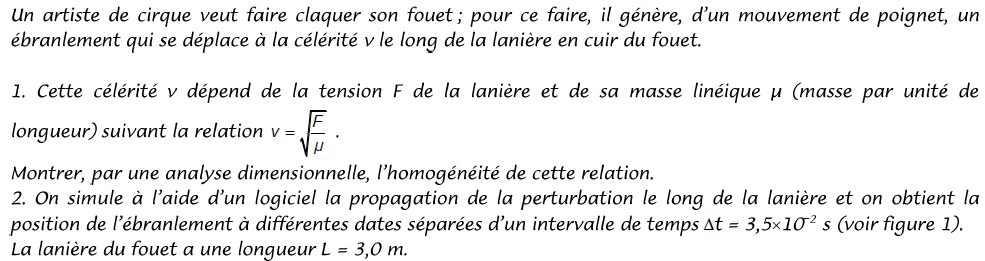 Un artiste de cirque veut faire claquer son fouet ; pour ce faire, il génère, d'un mouvement de poignet, un
ébranlement qui se déplace à la célérité v le long de la lanière en cuir du fouet.
1. Cette célérité v dépend de la tension F de la lanière et de sa masse linéique μ (masse par unité de
longueur) suivant la relation v = √(F/μ) .
Montrer, par une analyse dimensionnelle, l'homogénéité de cette relation.
2. On simule à l'aide d'un logiciel la propagation de la perturbation le long de la lanière et on obtient la
position de l'ébranlement à différentes dates séparées d'un intervalle de temps Δt = 3,5×10⁻² s (voir figure 1).
La lanière du fouet a une longueur L = 3,0 m.